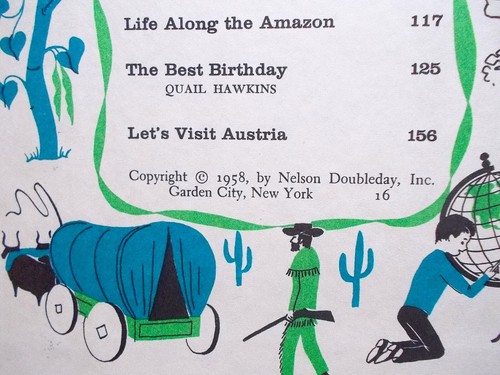 Life Along the Amazon 117
The Best Birthday 125
QUAIL HAWKINS
Let's Visit Austria 156
Copyright © 1958, by Nelson Doubleday, Inc.
Garden City, New York 16